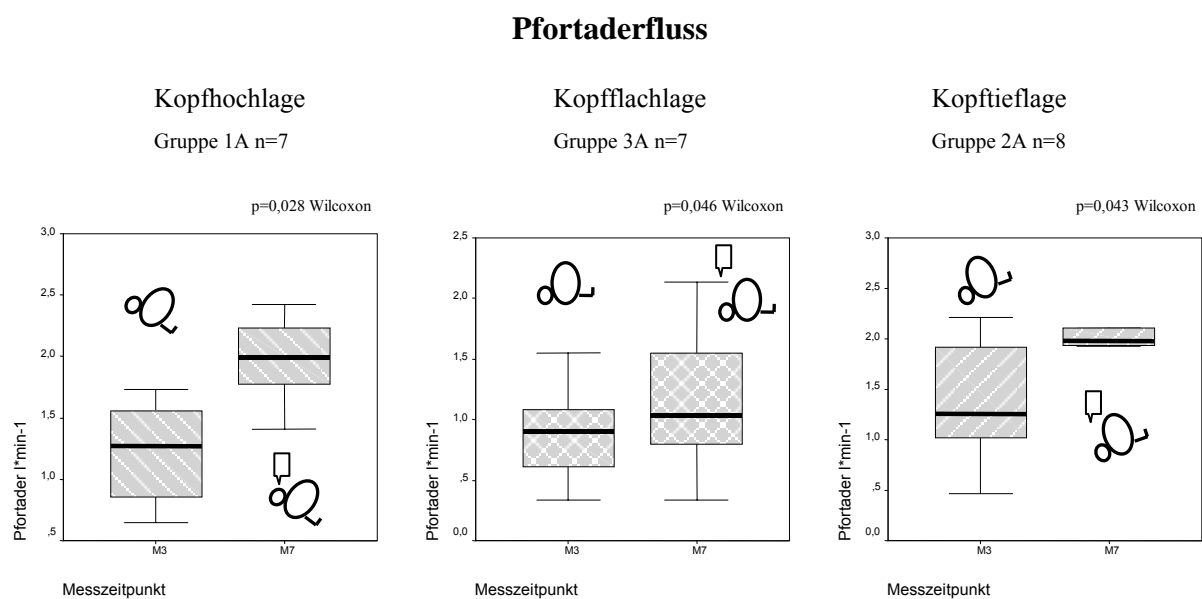 Pfortaderfluss
Kopfhochlage
Gruppe 1A n=7
p=0,028 Wilcoxon
3,0
2,5
2,0
1,5
1,0
,5
Pfortader l*min-1
M3 M7
Messzeitpunkt
Kopfflachlage
Gruppe 3A n=7
p=0,046 Wilcoxon
2,5
2,0
1,5
1,0
,5
0,0
Pfortader l*min-1
M3 M7
Messzeitpunkt
Kopftieflage
Gruppe 2A n=8
p=0,043 Wilcoxon
3,0
2,5
2,0
1,5
1,0
,5
0,0
Pfortader l*min-1
M3 M7
Messzeitpunkt